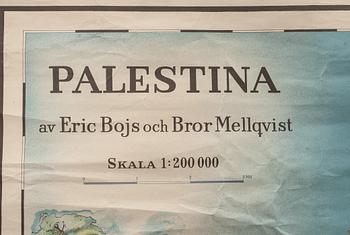 PALESTINA
av Eric Bojs och Bror Mellqvist
SKALA 1:200 000